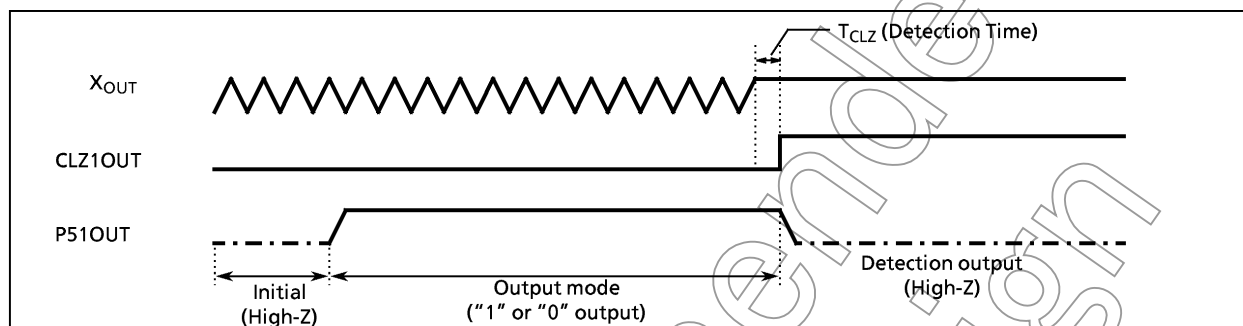 T_CLZ (Detection Time)
X_OUT
CLZ1OUT
P51OUT
Detection output
(High-Z)
Initial
(High-Z)
Output mode
("1" or "0" output)